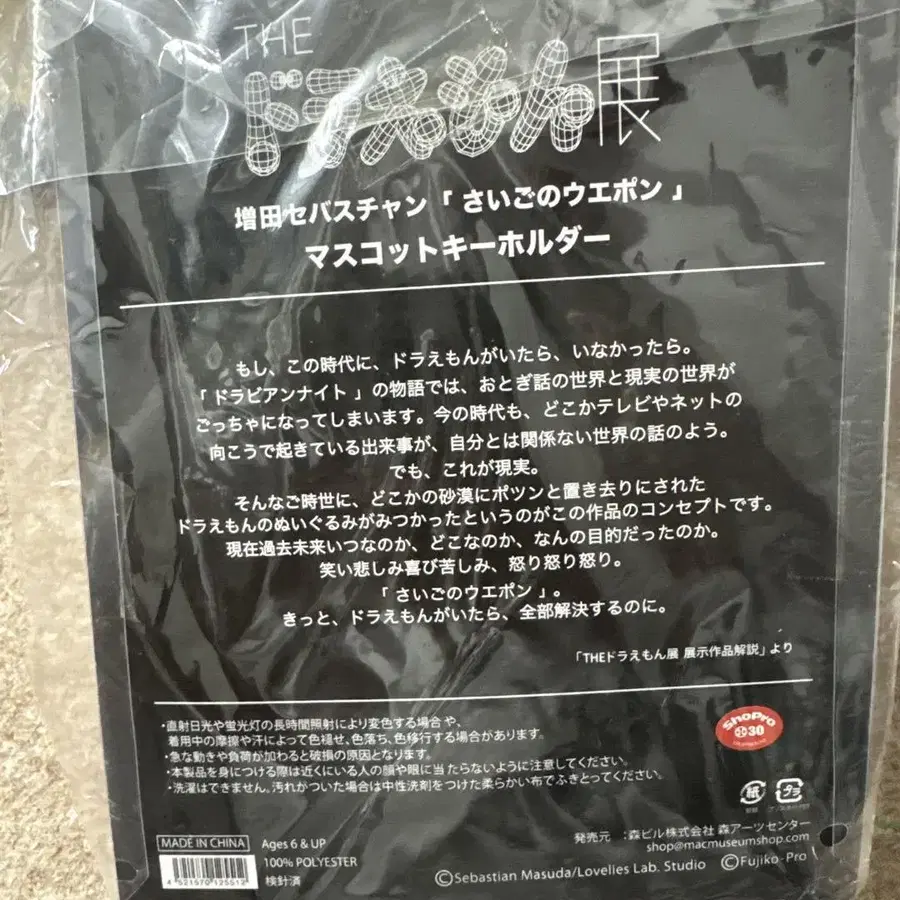 THE
ドラえもん展
増田セバスチャン「 さいごのウエポン 」
マスコットキーホルダー
もし、この時代に、ドラえもんがいたら、いなかったら。
「 ドラビアンナイト 」の物語では、おとぎ話の世界と現実の世界が
ごっちゃになってしまいます。今の時代も、どこかテレビやネットの
向こうで起きている出来事が、自分とは関係ない世界の話のよう。
でも、これが現実。
そんなご時世に、どこかの砂漠にポツンと置き去りにされた
ドラえもんのぬいぐるみがみつかったというのがこの作品のコンセプトです。
現在過去未来いつなのか、どこなのか、なんの目的だったのか。
笑い悲しみ喜び苦しみ、怒り怒り怒り。
「 さいごのウエポン 」。
きっと、ドラえもんがいたら、全部解決するのに。
「THEドラえもん展 展示作品解説」より
・直射日光や蛍光灯の長時間照射により変色する場合 や、
着用中の摩擦や汗によって色褪せ、色落ち、色移行する場合があります。
・急な動きや負荷が加わると破損の原因となります。
・本製品を身につける際は近くにいる人の顔や眼に当 たらないように注意してください。
・洗濯はできません。汚れがついた場合は中性洗剤をつけた柔らかい布でふきとってください。
ShoPro
30
紙
プラ
発売元 :森ビル株式会社 森アーツセンター
shop@macmuseumshop.com
MADE IN CHINA
Ages 6 & UP
100% POLYESTER
検針済
4 521570 125512
©Sebastian Masuda/Lovelies Lab. Studio ©Fujiko-Pro